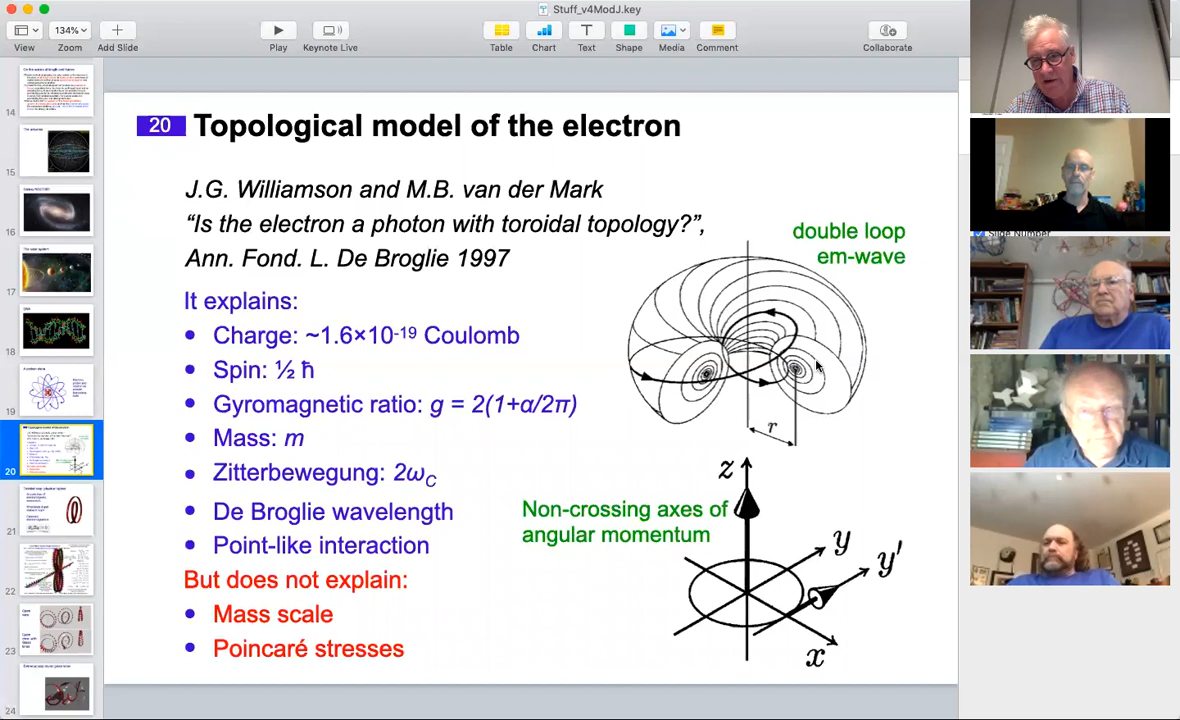 Stuff_v4ModJ.key
134%
View
Zoom
Add Slide
Play
Keynote Live
Table
Chart
Text
Shape
Media
Comment
Collaborate
14
15
16
17
18
19
20
21
22
23
24
20 Topological model of the electron
J.G. Williamson and M.B. van der Mark
“Is the electron a photon with toroidal topology?”,
Ann. Fond. L. De Broglie 1997
double loop
em-wave
It explains:
• Charge: ~1.6×10⁻¹⁹ Coulomb
• Spin: ½ ħ
• Gyromagnetic ratio: g = 2(1+α/2π)
• Mass: m
• Zitterbewegung: 2ω_C
• De Broglie wavelength
• Point-like interaction
But does not explain:
• Mass scale
• Poincaré stresses
r
Non-crossing axes of
angular momentum
z
y
y'
x
Slide Number